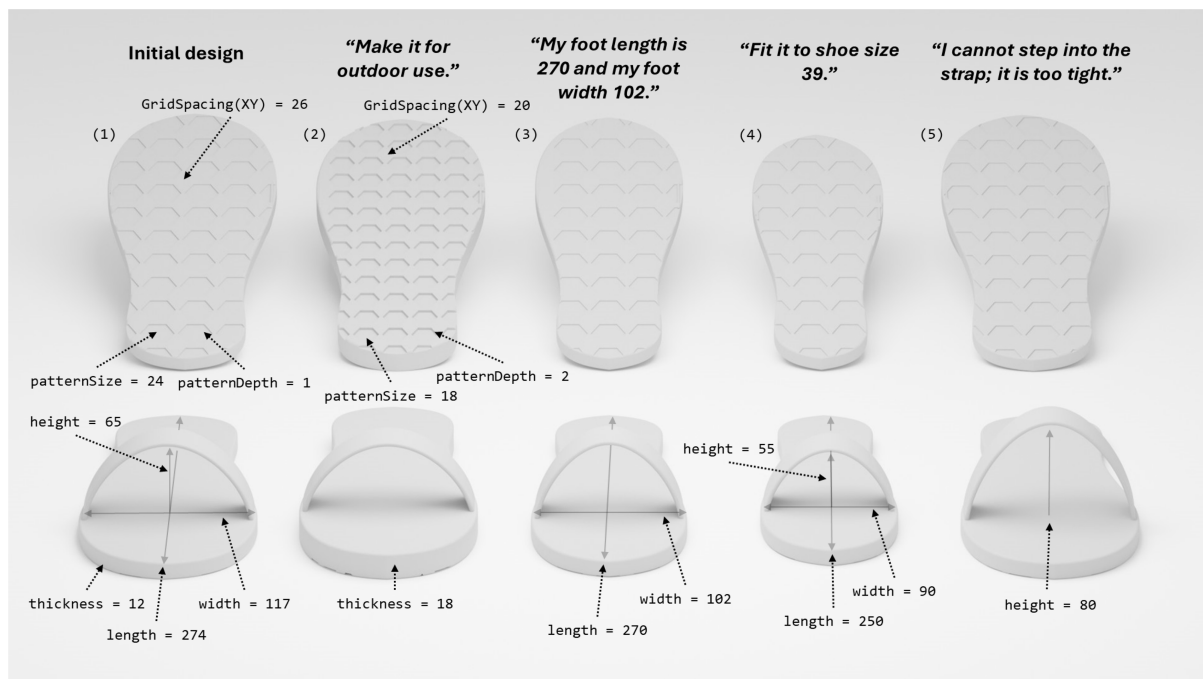 Initial design
“Make it for
outdoor use.”
“My foot length is
270 and my foot
width 102.”
“Fit it to shoe size
39.”
“I cannot step into the
strap; it is too tight.”
GridSpacing(XY) = 26
GridSpacing(XY) = 20
(1)
(2)
(3)
(4)
(5)
patternSize = 24
patternDepth = 1
patternDepth = 2
patternSize = 18
height = 65
height = 55
thickness = 12
width = 117
length = 274
thickness = 18
width = 102
length = 270
width = 90
length = 250
height = 80